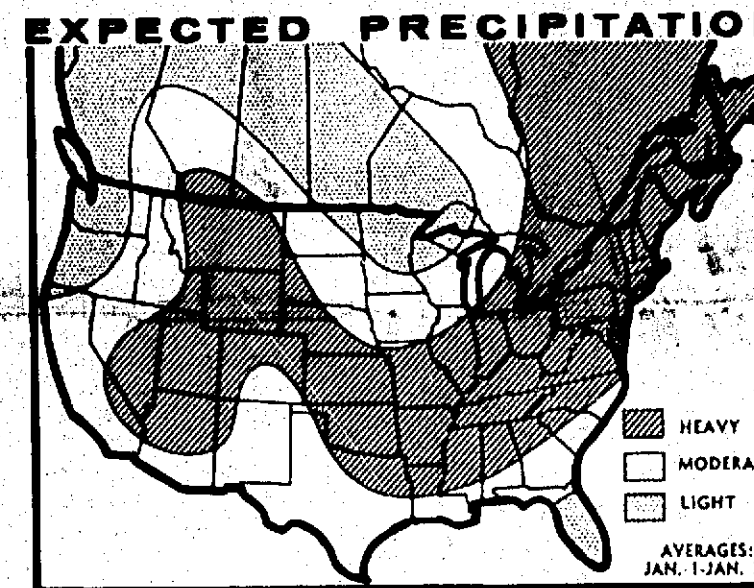 EXPECTED PRECIPITATIO
HEAVY
MODERA
LIGHT
AVERAGES:
JAN. 1-JAN.